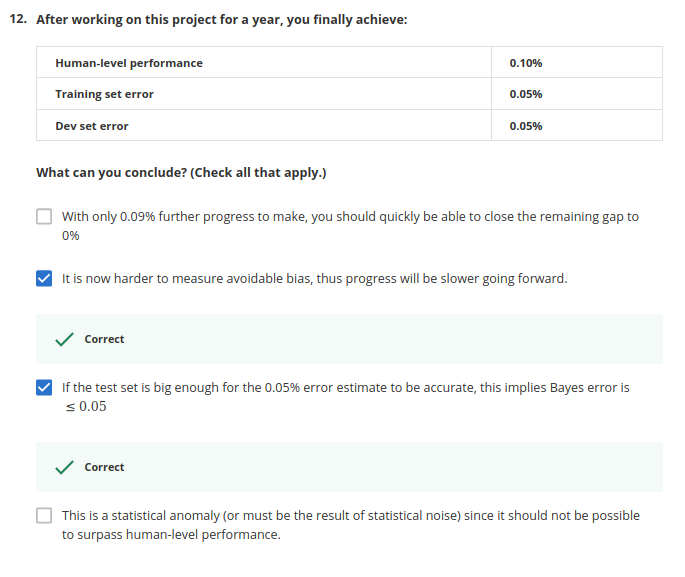 12. After working on this project for a year, you finally achieve:
Human-level performance 0.10%
Training set error 0.05%
Dev set error 0.05%
What can you conclude? (Check all that apply.)
With only 0.09% further progress to make, you should quickly be able to close the remaining gap to
0%
It is now harder to measure avoidable bias, thus progress will be slower going forward.
Correct
If the test set is big enough for the 0.05% error estimate to be accurate, this implies Bayes error is
≤ 0.05
Correct
This is a statistical anomaly (or must be the result of statistical noise) since it should not be possible
to surpass human-level performance.